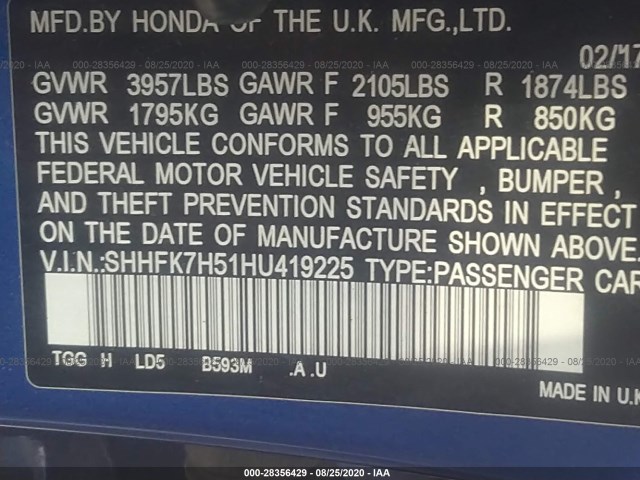 MFD.BY HONDA OF THE U.K. MFG.,LTD.
02/17
GVWR 3957LBS GAWR F 2105LBS R 1874LBS
GVWR 1795KG GAWR F 955KG R 850KG
THIS VEHICLE CONFORMS TO ALL APPLICABLE
FEDERAL MOTOR VEHICLE SAFETY , BUMPER ,
AND THEFT PREVENTION STANDARDS IN EFFECT
ON THE DATE OF MANUFACTURE SHOWN ABOVE.
V.I.N.:SHHFK7H51HU419225 TYPE:PASSENGER CAR
TGG H LD5 B593M .A .U
MADE IN U.K
000-28356429 - 08/25/2020 - IAA